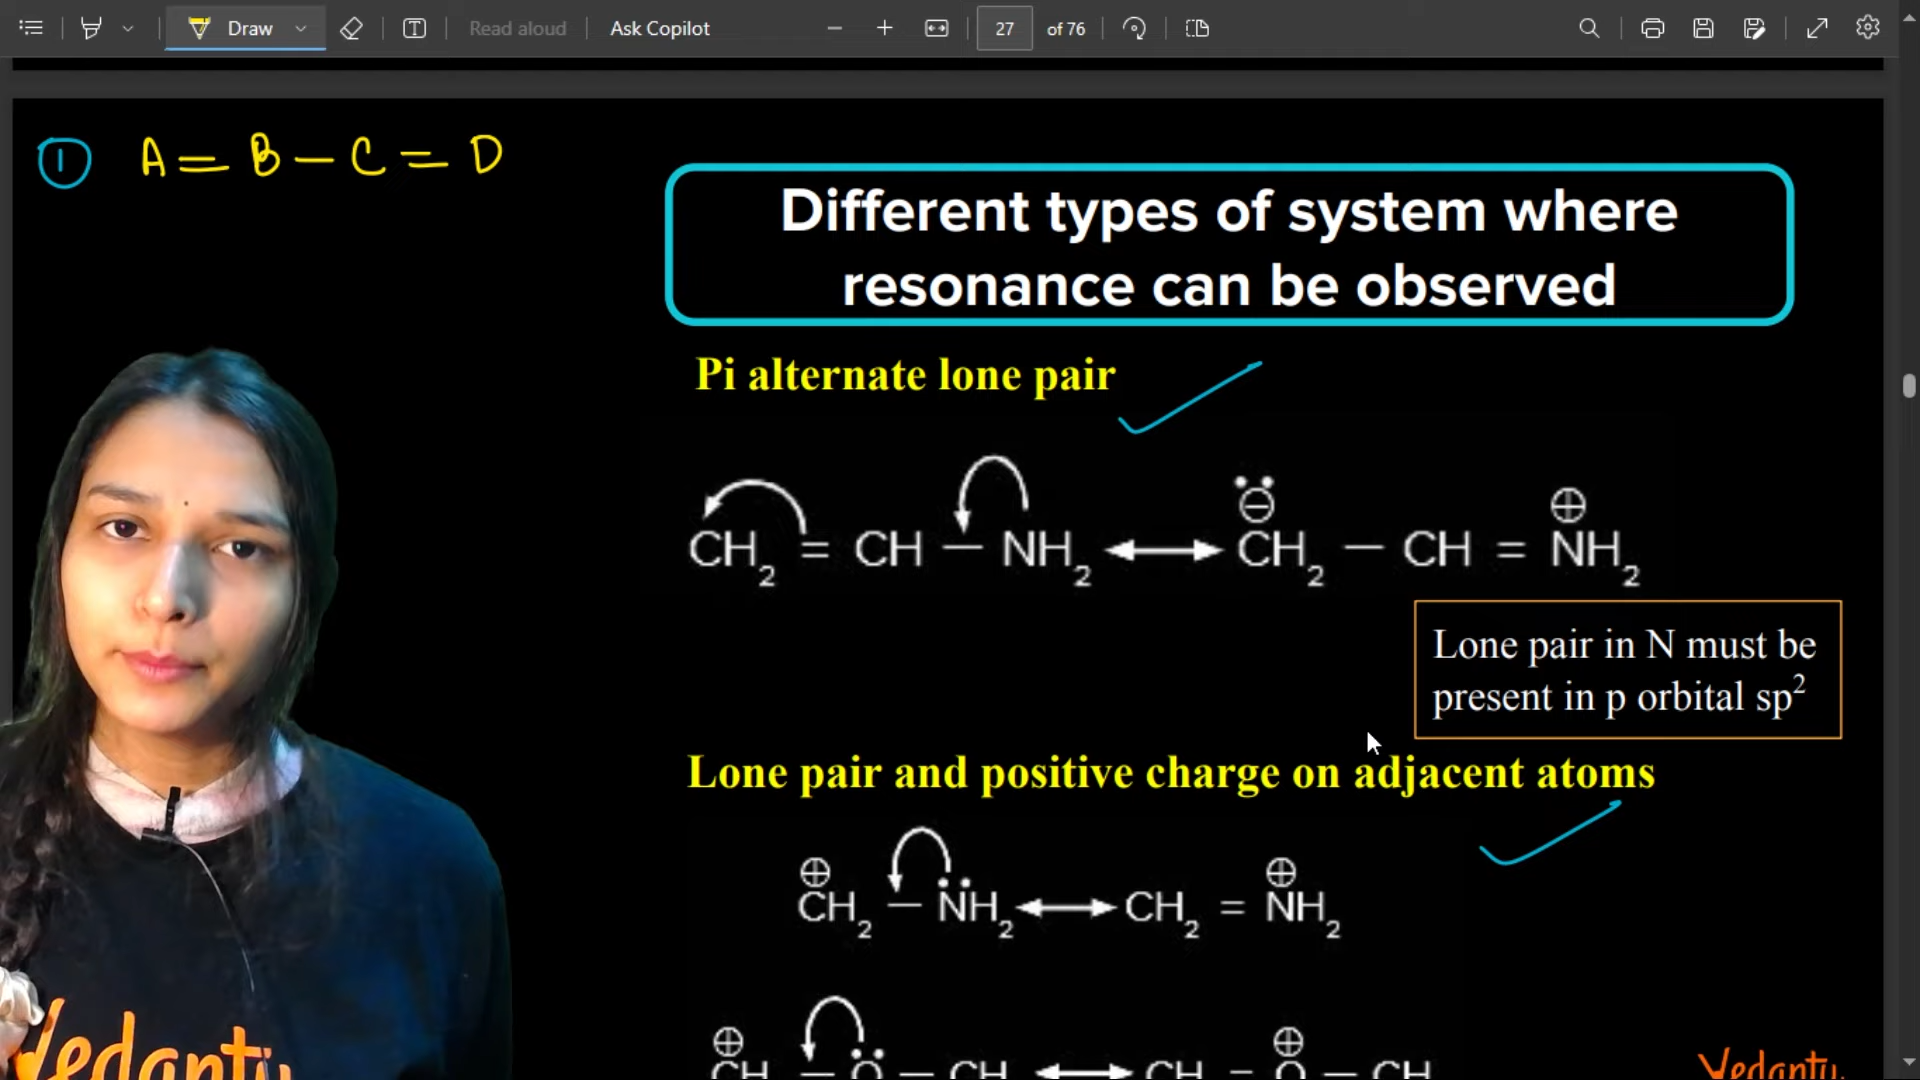 Draw
Read aloud
Ask Copilot
27
of 76
① A = B - C = D
Different types of system where
resonance can be observed
Pi alternate lone pair
CH₂ = CH — NH₂ ⟷ C̈H₂⊖ — CH = NH₂⊕
Lone pair in N must be
present in p orbital sp²
Lone pair and positive charge on adjacent atoms
⊕CH₂ — N̈H₂ ⟷ CH₂ = NH₂⊕
Vedantu
Vedantu